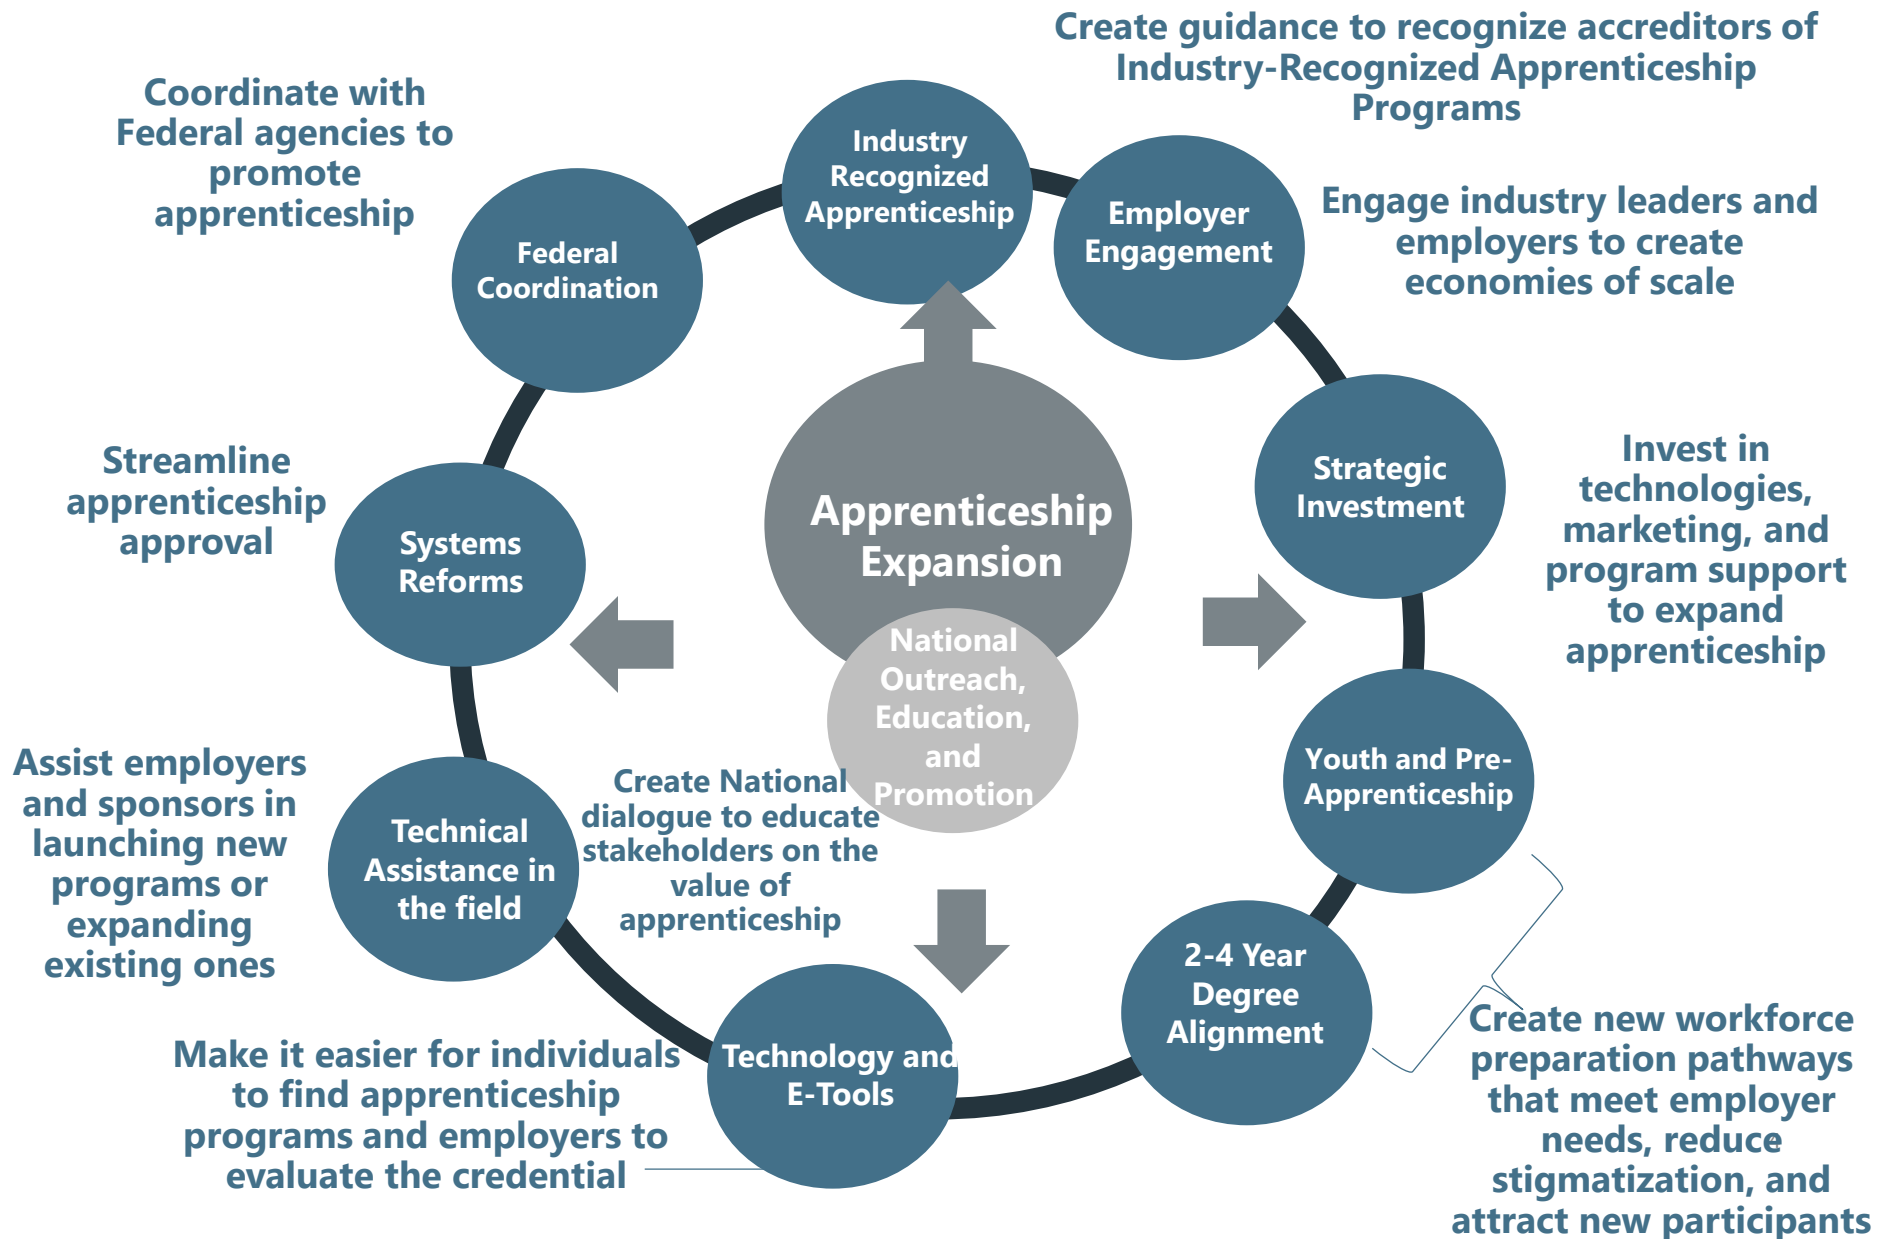 Create guidance to recognize accreditors of
Industry-Recognized Apprenticeship
Programs
Coordinate with
Federal agencies to
promote
apprenticeship
Industry
Recognized
Apprenticeship
Employer
Engagement
Engage industry leaders and
employers to create
economies of scale
Federal
Coordination
Strategic
Investment
Invest in
technologies,
marketing, and
program support
to expand
apprenticeship
Streamline
apprenticeship
approval
Systems
Reforms
Apprenticeship
Expansion
National
Outreach,
Education,
and
Promotion
Youth and Pre-
Apprenticeship
Assist employers
and sponsors in
launching new
programs or
expanding
existing ones
Technical
Assistance in
the field
Create National
dialogue to educate
stakeholders on the
value of
apprenticeship
2-4 Year
Degree
Alignment
Make it easier for individuals
to find apprenticeship
programs and employers to
evaluate the credential
Technology and
E-Tools
Create new workforce
preparation pathways
that meet employer
needs, reduce
stigmatization, and
attract new participants